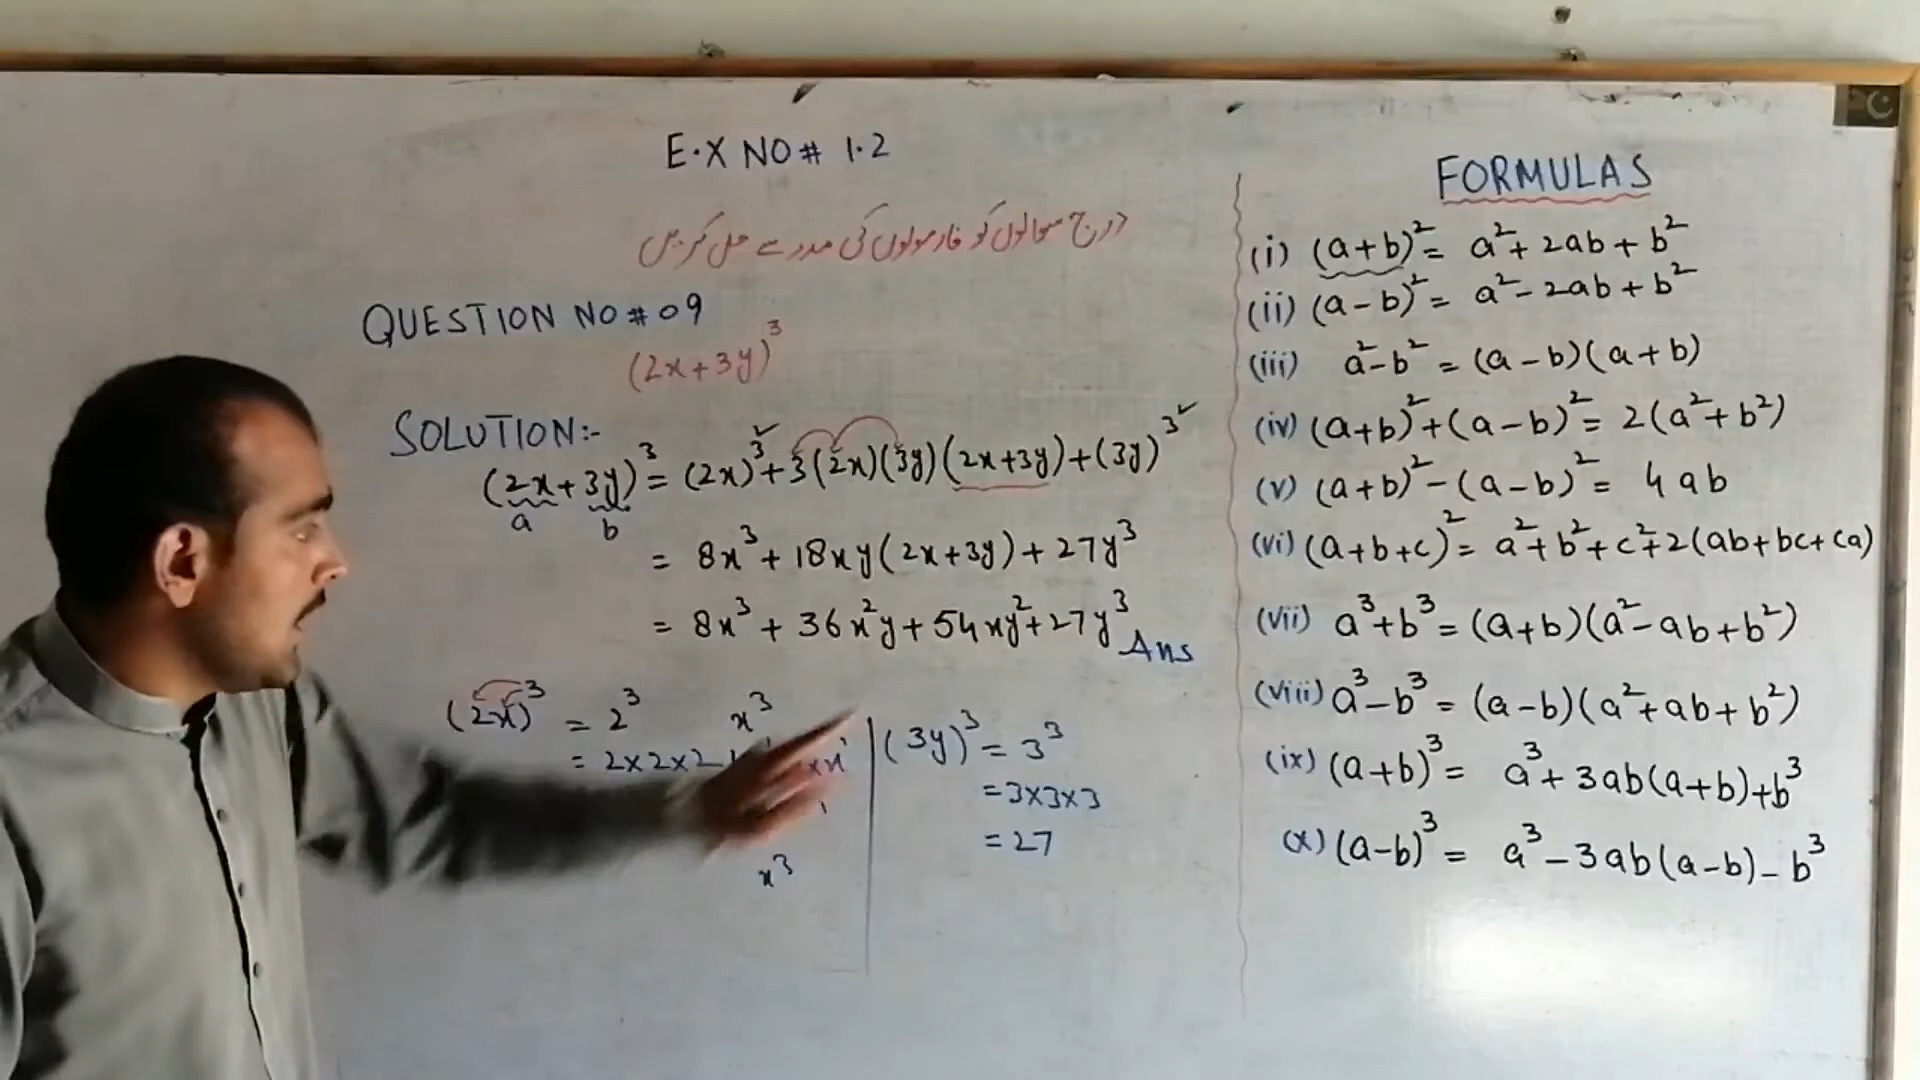 E.X NO# 1.2
درج سوالوں کو فارمولوں کی مدد سے حل کریں
QUESTION NO#09
(2x+3y)³
SOLUTION:-
(2x+3y)³ = (2x)³+3(2x)(3y)(2x+3y)+(3y)³
a b
= 8x³+18xy(2x+3y)+27y³
= 8x³+36x²y+54xy²+27y³ Ans
(2x)³ = 2³ x³
= 2x2x2
x³
(3y)³ = 3³
=3x3x3
=27
FORMULAS
(i) (a+b)² = a²+2ab+b²
(ii) (a-b)² = a²-2ab+b²
(iii) a²-b² = (a-b)(a+b)
(iv) (a+b)²+(a-b)² = 2(a²+b²)
(v) (a+b)²-(a-b)² = 4ab
(vi) (a+b+c)² = a²+b²+c²+2(ab+bc+ca)
(vii) a³+b³=(a+b)(a²-ab+b²)
(viii) a³-b³ = (a-b)(a²+ab+b²)
(ix) (a+b)³ = a³+3ab(a+b)+b³
(x) (a-b)³ = a³-3ab(a-b)-b³